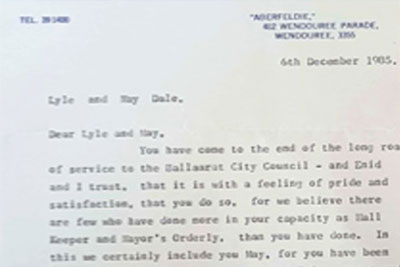 TEL. 39 1400
"ABERFELDIE,"
402 WENDOUREE PARADE,
WENDOUREE, 3355
6th December 1985.
Lyle and May Dale.
Dear Lyle and May.
You have come to the end of the long roa
of service to the Ballaarat City Council - and Enid
and I trust, that it is with a feeling of pride and
satisfaction, that you do so. for we believe there
are few who have done more in your capacity as Hall
Keeper and Mayor's Orderly, than you have done. In
this we certainly include you May, for you have been